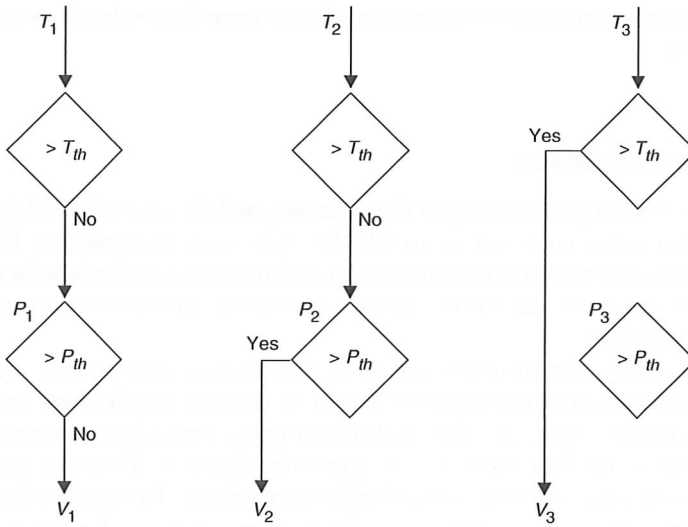 T1 T2 T3
> Tth > Tth Yes > Tth
No No
P1 P2 P3
> Pth Yes > Pth > Pth
No
V1 V2 V3